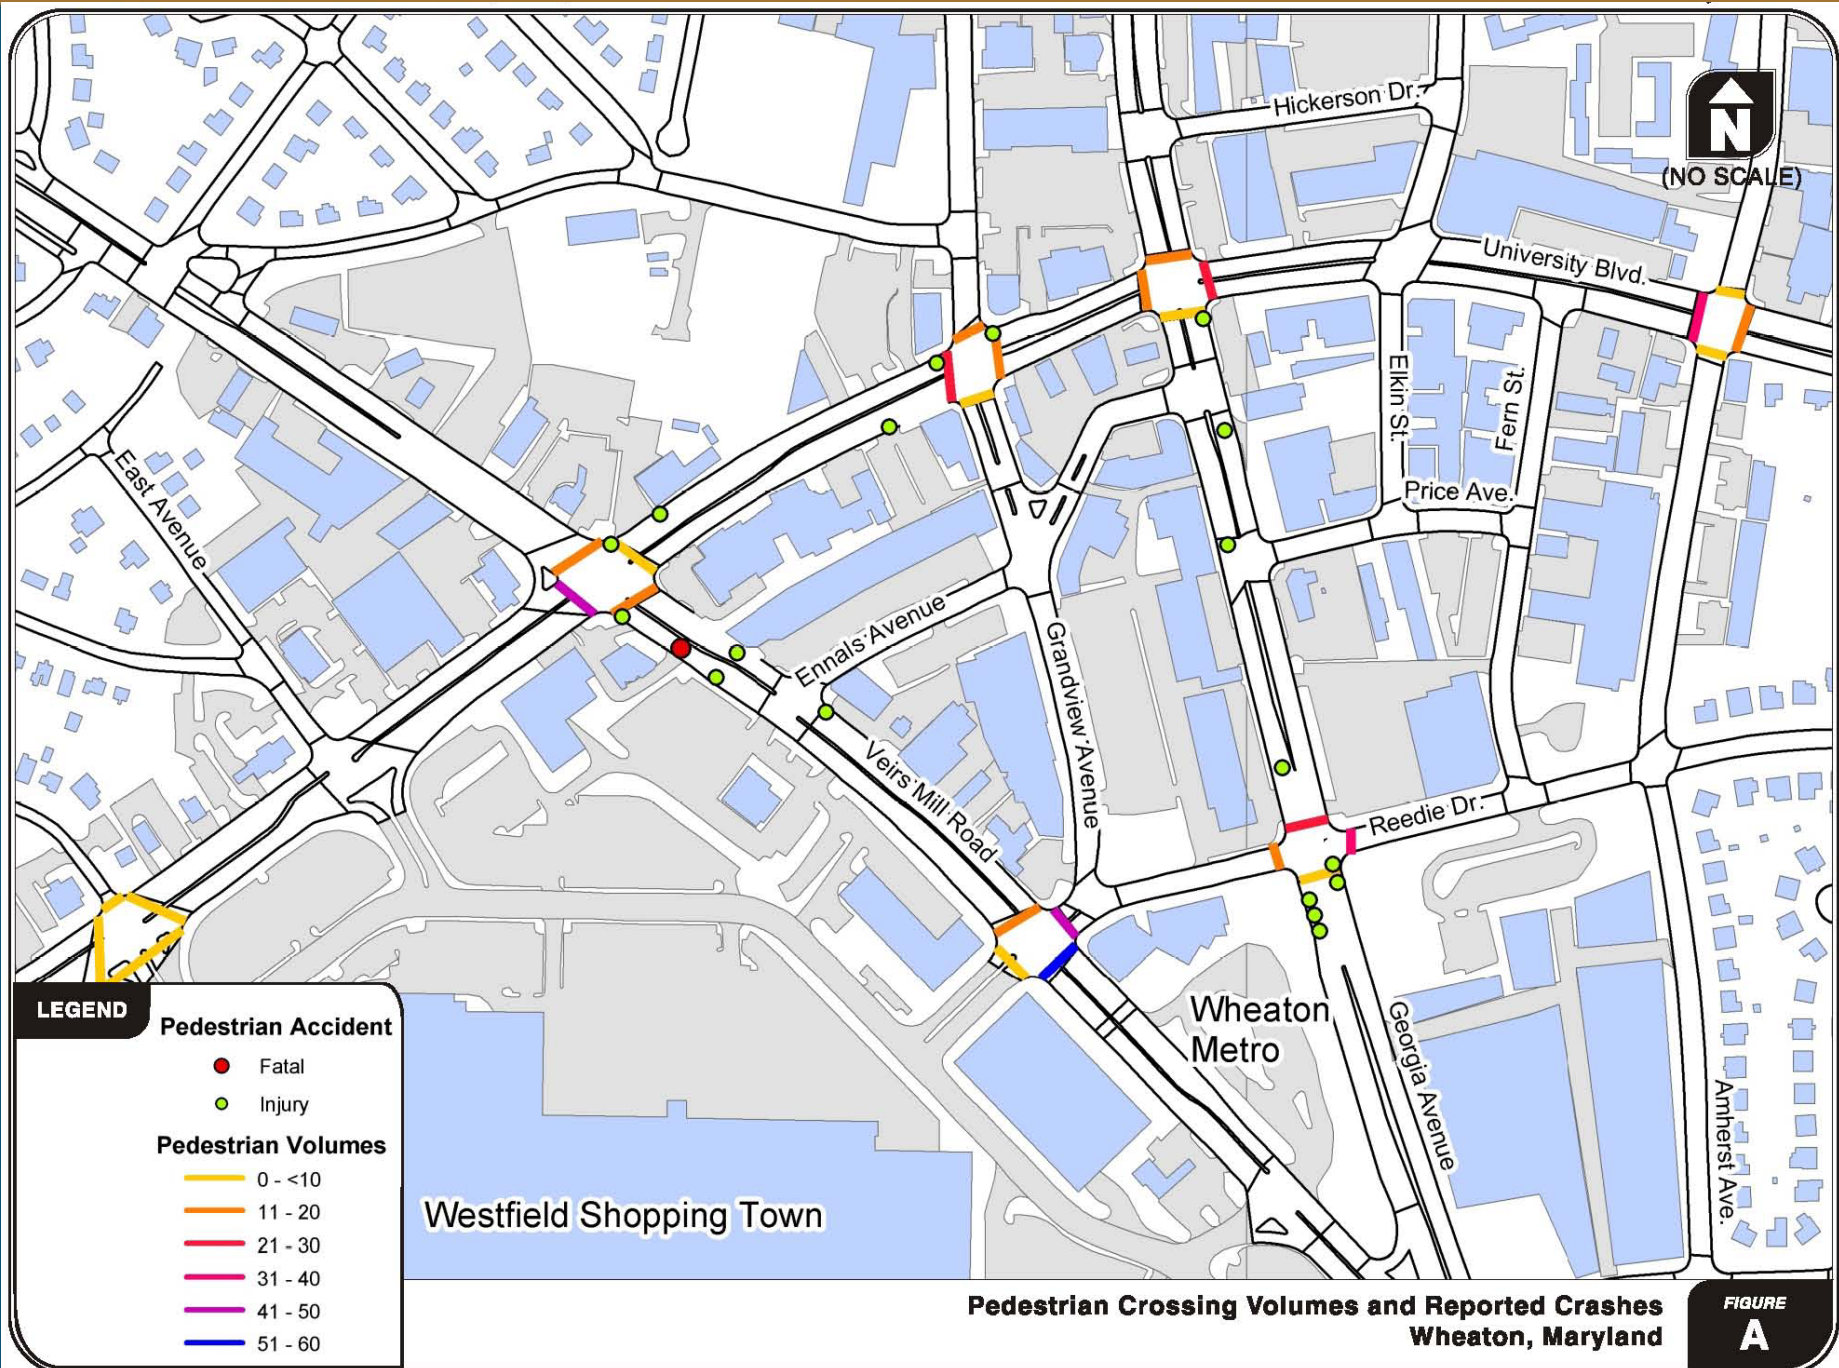 Hickerson Dr.
N
(NO SCALE)
University Blvd.
Elkin St.
Fern St.
Price Ave.
East Avenue
Ennals Avenue
Grandview Avenue
Veirs Mill Road
Reedie Dr.
Wheaton
Metro
Georgia Avenue
Amherst Ave.
Westfield Shopping Town
LEGEND
Pedestrian Accident
Fatal
Injury
Pedestrian Volumes
0 - <10
11 - 20
21 - 30
31 - 40
41 - 50
51 - 60
Pedestrian Crossing Volumes and Reported Crashes
Wheaton, Maryland
FIGURE
A